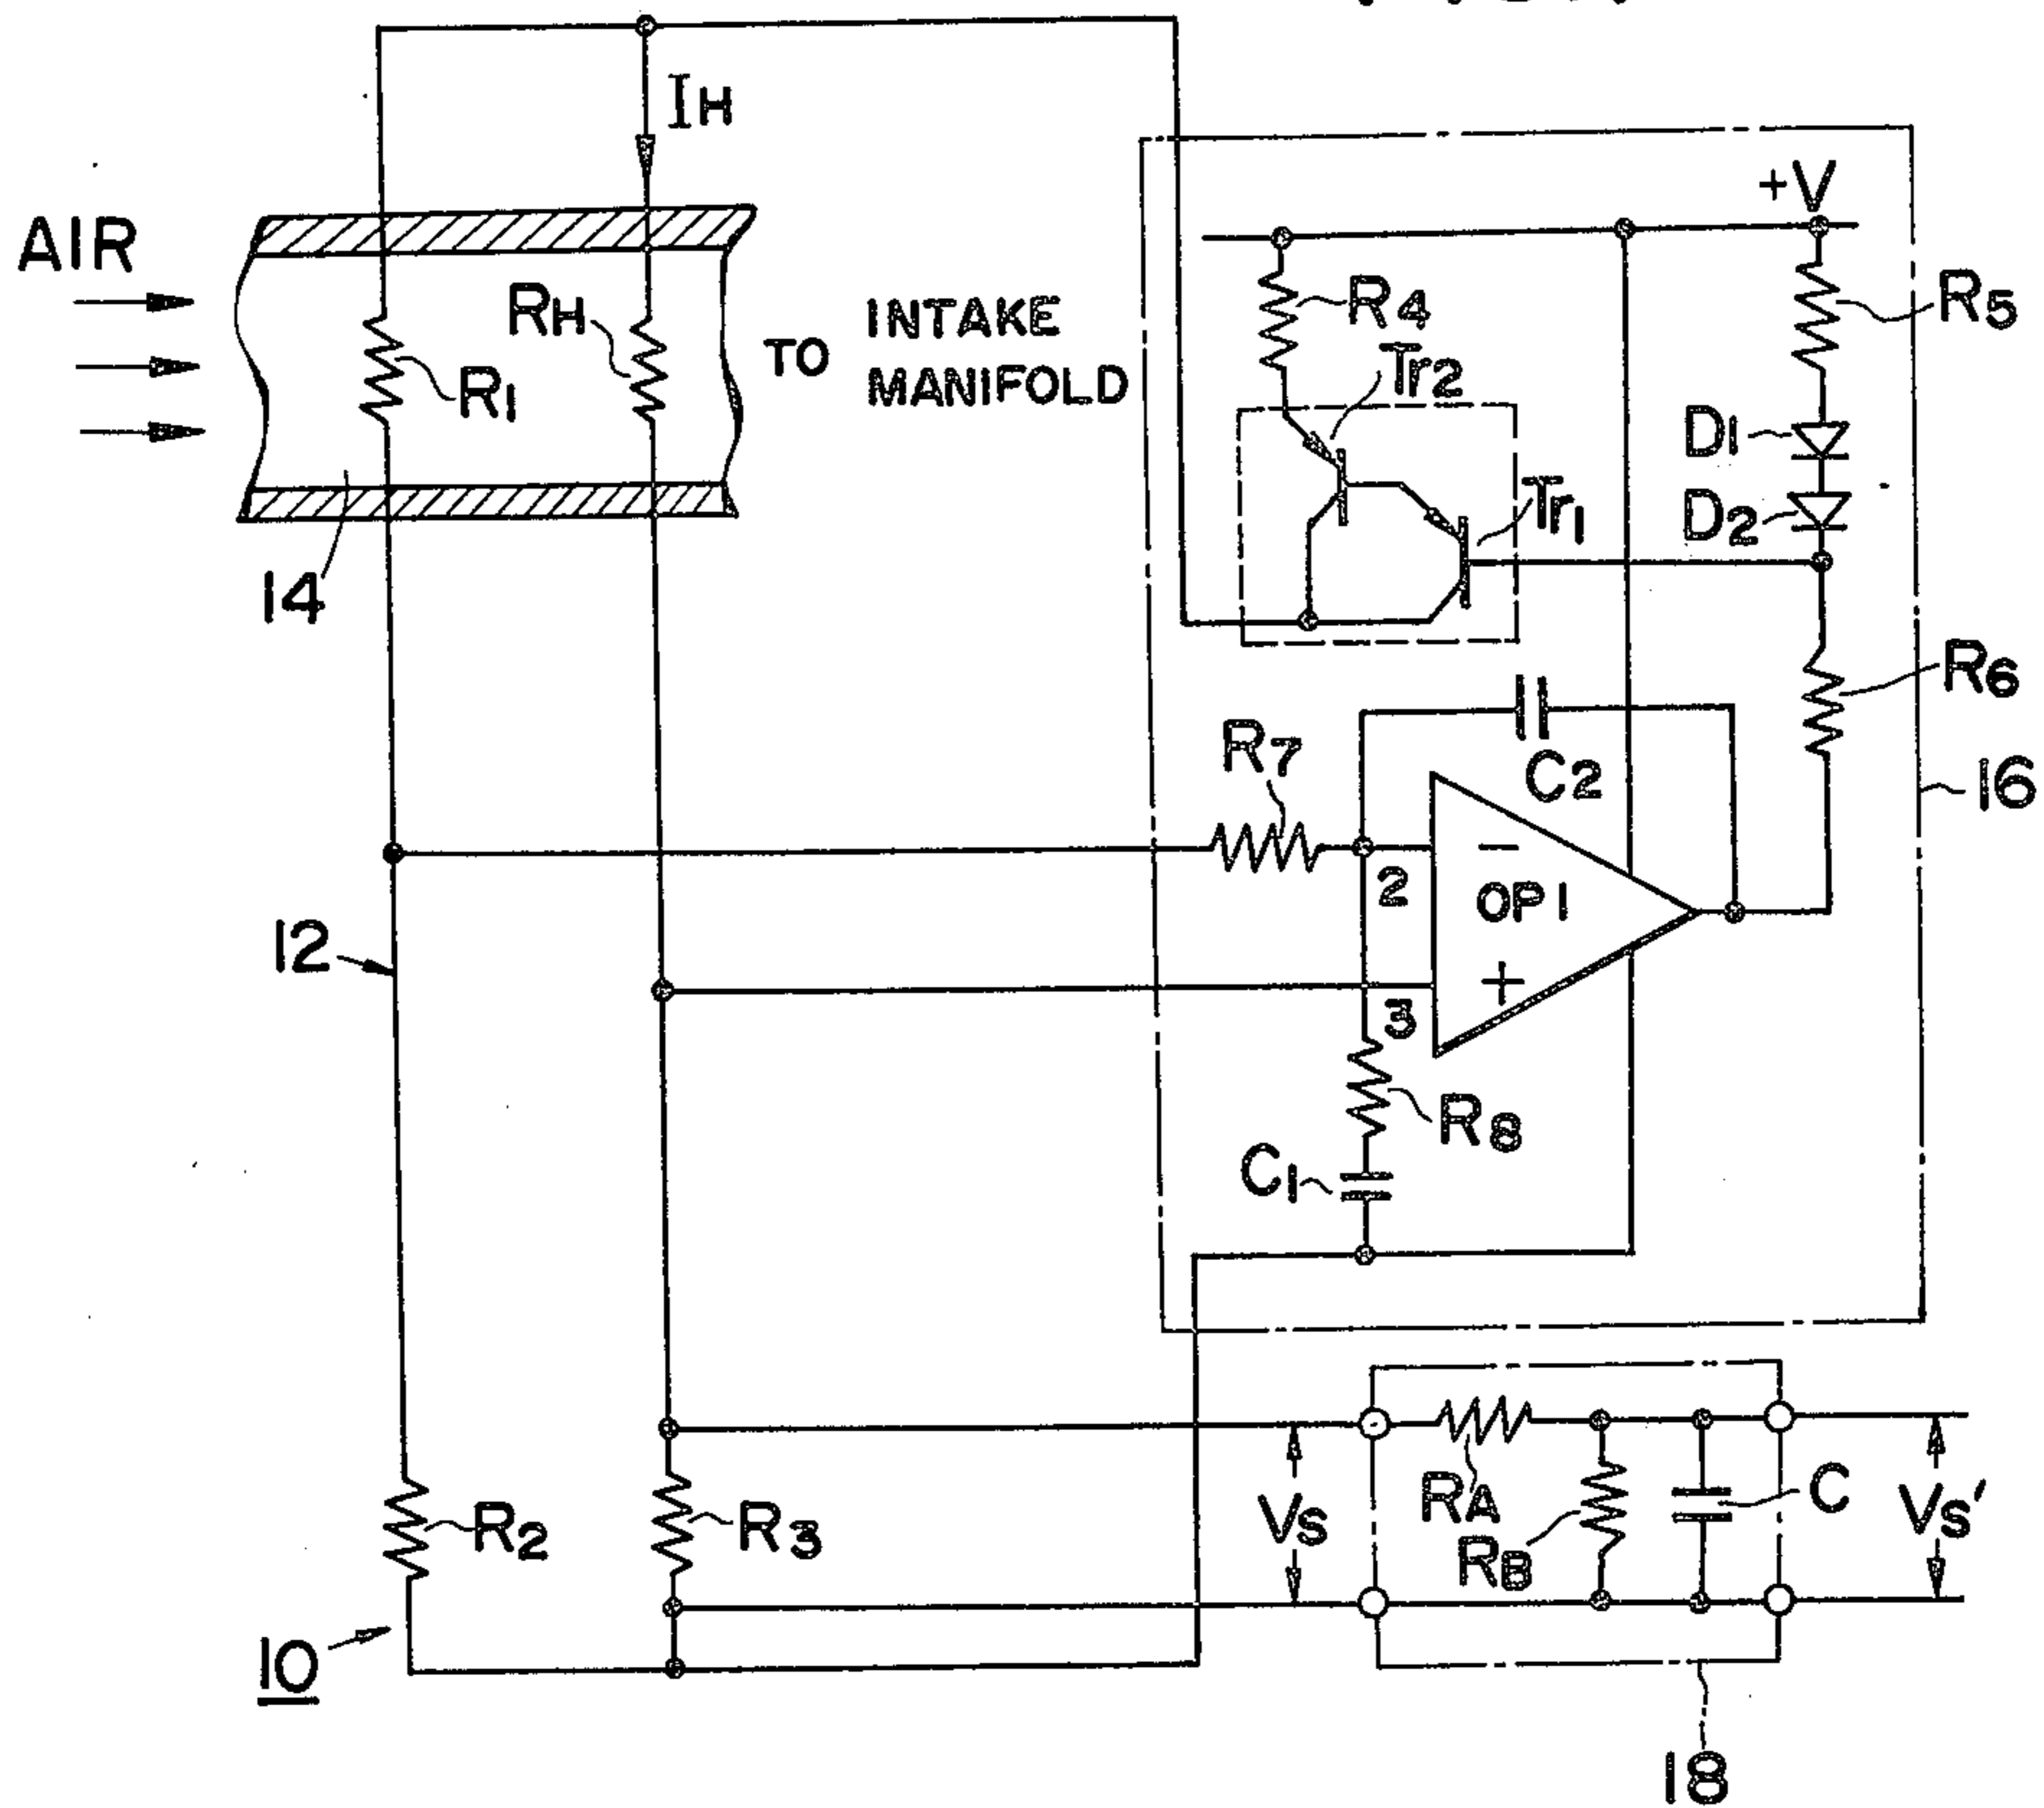 IH
+V
AIR
RH
R1
TO
INTAKE
MANIFOLD
R4
R5
Tr2
D1
D2
Tr1
14
R6
R7
C2
16
2
-
OP1
12
+
3
R8
C1
R2
R3
VS
RA
RB
C
VS'
10
18